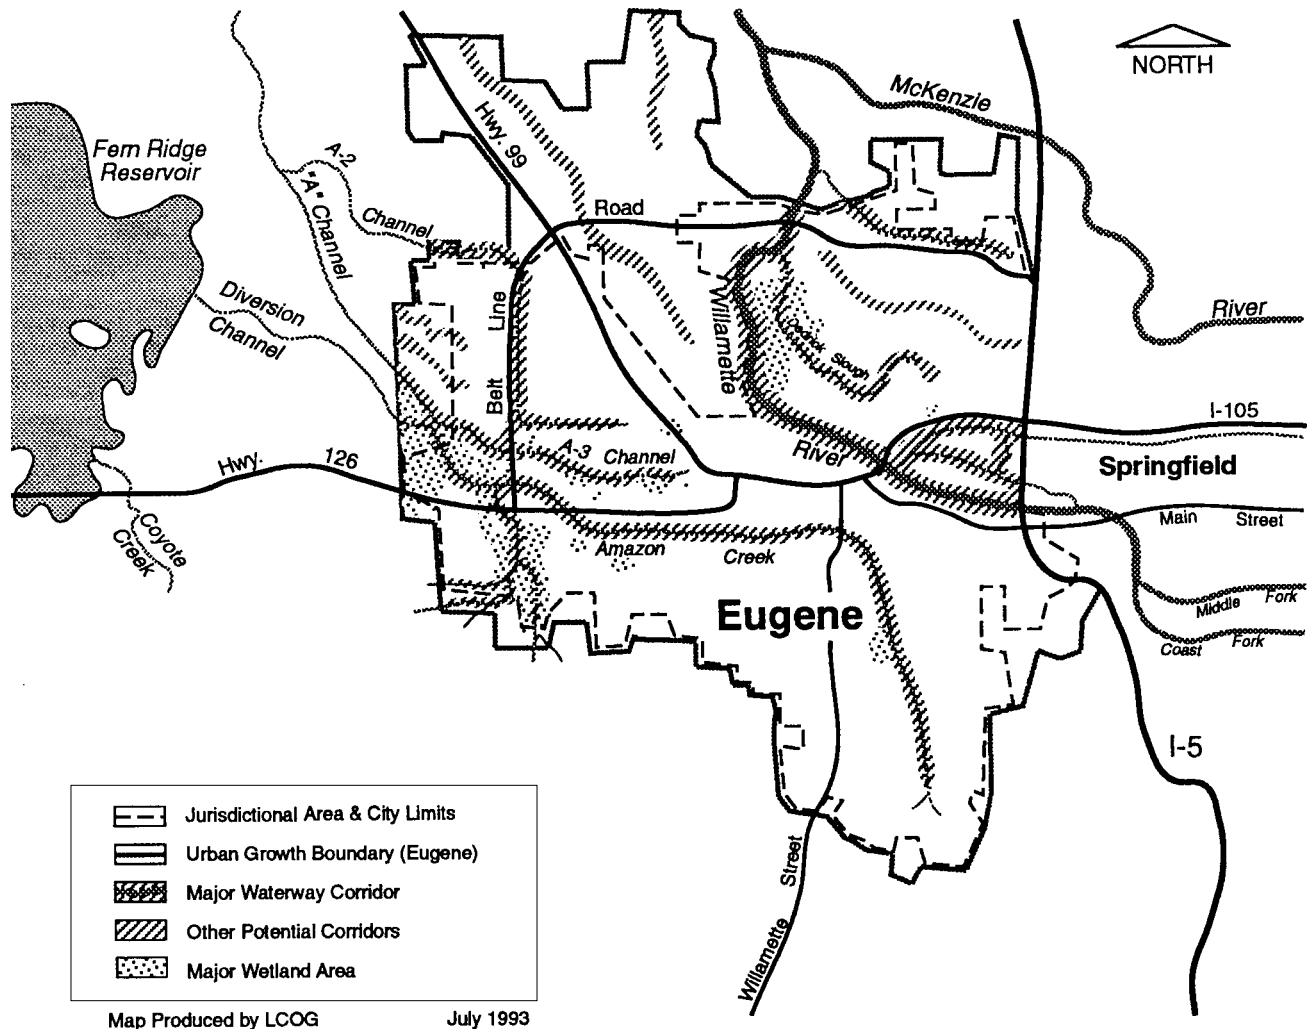 NORTH
McKenzie
River
Hwy. 99
Fern Ridge
Reservoir
A-2
Channel
"A" Channel
Road
Diversion
Channel
Line
Belt
Willamette
River
Dedrick Slough
I-105
Springfield
Hwy. 126
A-3 Channel
Main Street
Coyote
Creek
Amazon Creek
Middle Fork
Coast Fork
Eugene
I-5
Willamette Street
Jurisdictional Area & City Limits
Urban Growth Boundary (Eugene)
Major Waterway Corridor
Other Potential Corridors
Major Wetland Area
Map Produced by LCOG July 1993